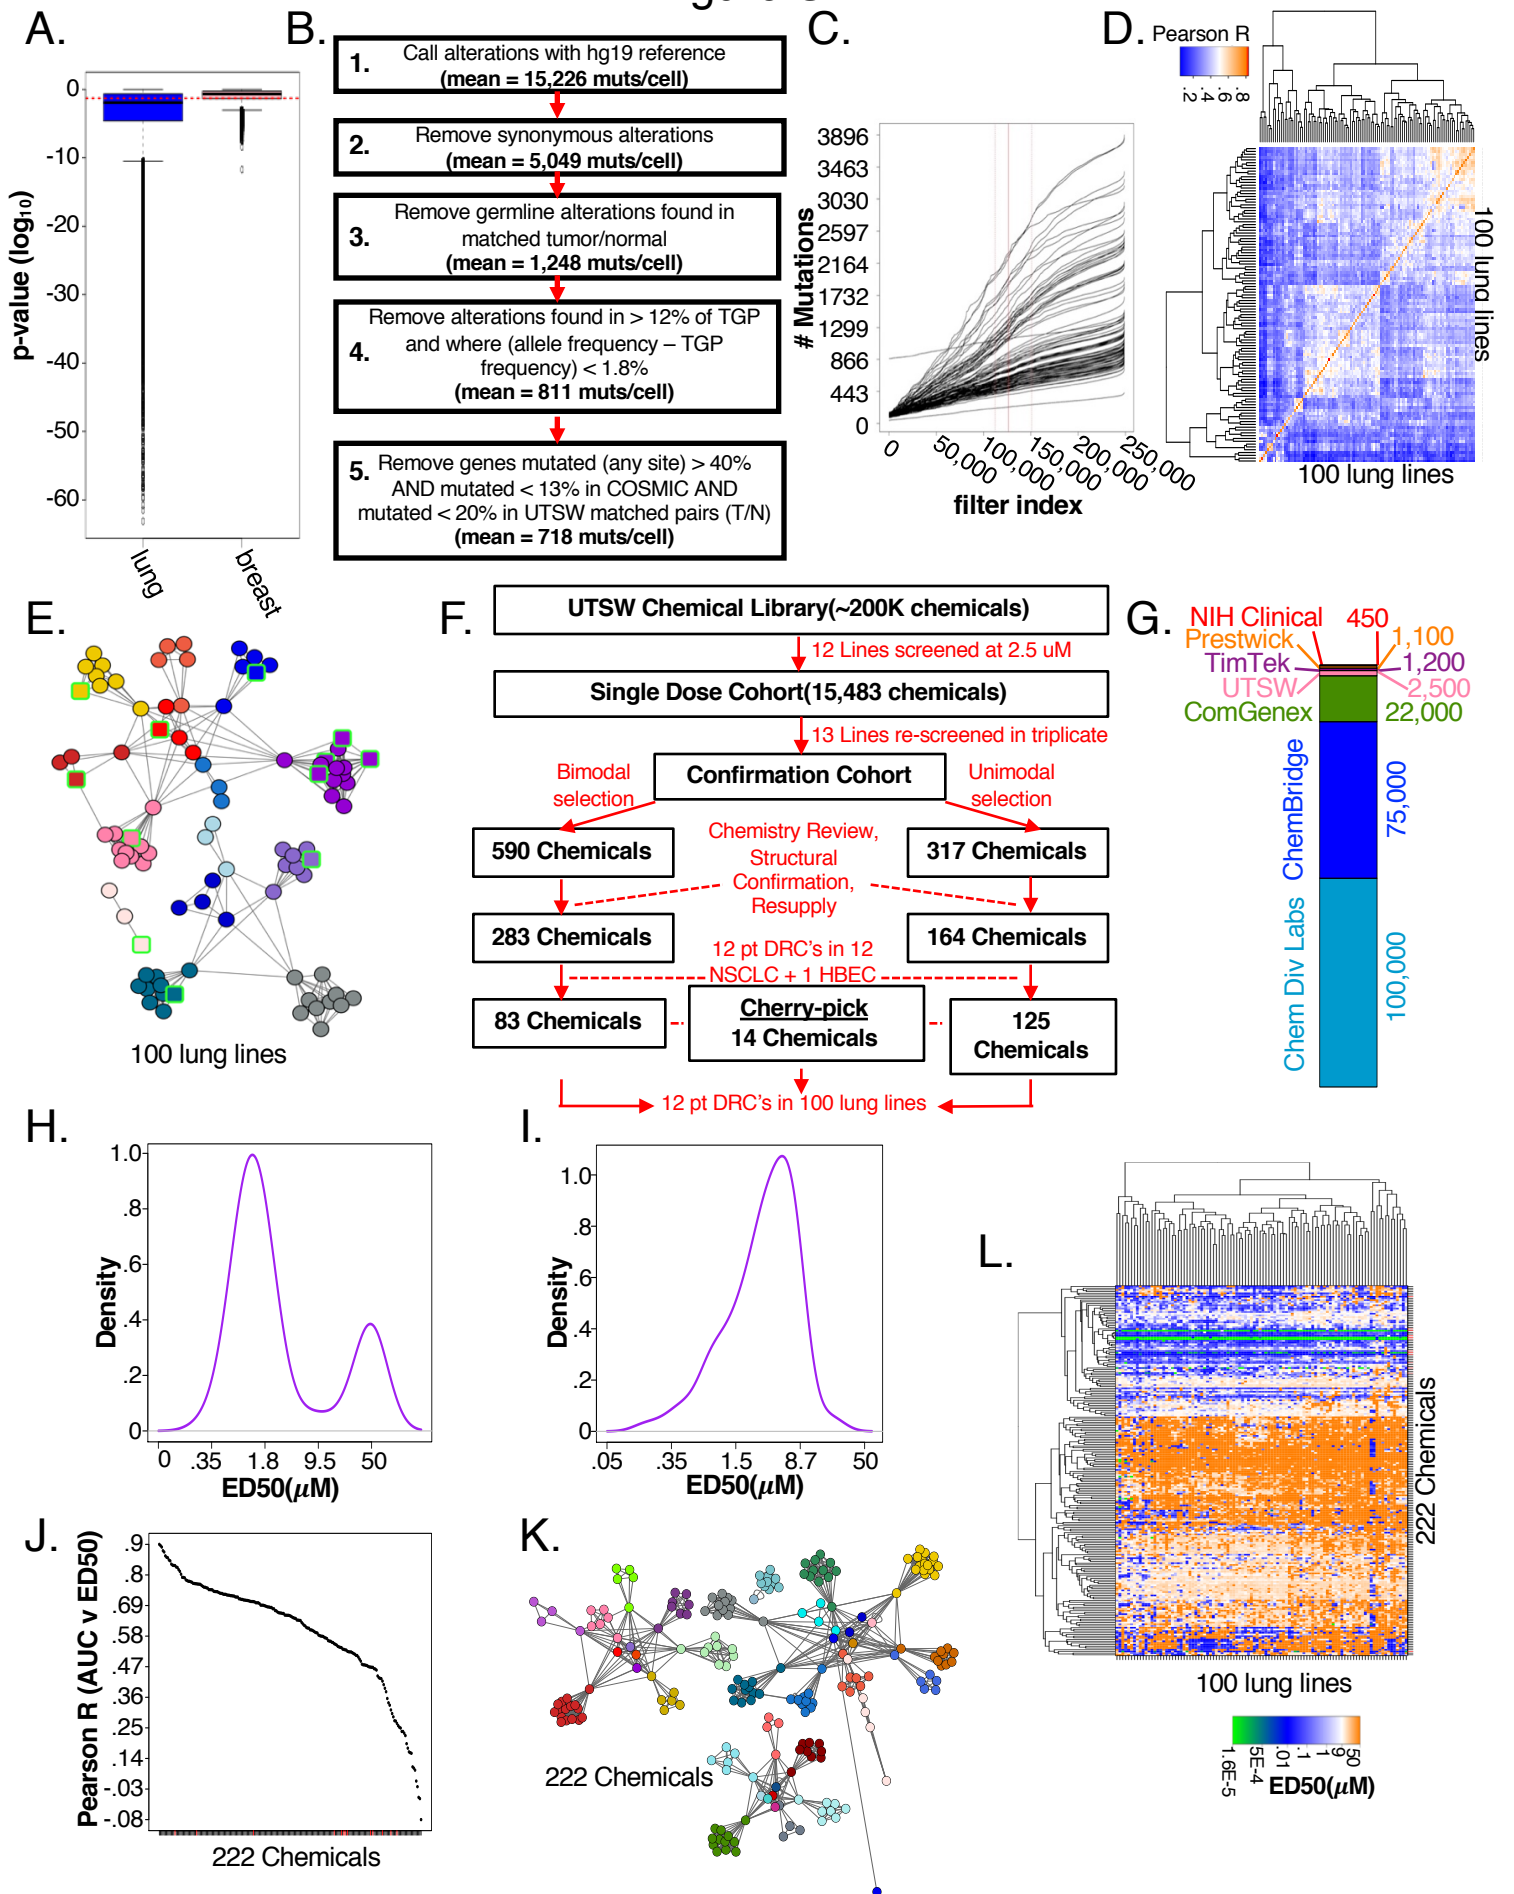 A.
0
-10
-20
-30
-40
-50
-60
p-value (log10)
lung
breast
B.
1. Call alterations with hg19 reference
(mean = 15,226 muts/cell)
2. Remove synonymous alterations
(mean = 5,049 muts/cell)
3. Remove germline alterations found in
matched tumor/normal
(mean = 1,248 muts/cell)
4. Remove alterations found in > 12% of TGP
and where (allele frequency – TGP
frequency) < 1.8%
(mean = 811 muts/cell)
5. Remove genes mutated (any site) > 40%
AND mutated < 13% in COSMIC AND
mutated < 20% in UTSW matched pairs (T/N)
(mean = 718 muts/cell)
C.
# Mutations
3896
3463
3030
2597
2164
1732
1299
866
443
0
0
50,000
100,000
150,000
200,000
250,000
filter index
D.
Pearson R
.2 .4 .6 .8
100 lung lines
100 lung lines
E.
100 lung lines
F.
UTSW Chemical Library(~200K chemicals)
12 Lines screened at 2.5 uM
Single Dose Cohort(15,483 chemicals)
13 Lines re-screened in triplicate
Confirmation Cohort
Bimodal
selection
Unimodal
selection
590 Chemicals
317 Chemicals
Chemistry Review,
Structural
Confirmation,
Resupply
283 Chemicals
164 Chemicals
12 pt DRC's in 12
NSCLC + 1 HBEC
83 Chemicals
Cherry-pick
14 Chemicals
125
Chemicals
12 pt DRC's in 100 lung lines
G.
NIH Clinical 450
Prestwick 1,100
TimTek 1,200
UTSW 2,500
ComGenex 22,000
ChemBridge 75,000
Chem Div Labs 100,000
H.
Density
1.0
.8
.6
.4
.2
0
0 .35 1.8 9.5 50
ED50(μM)
I.
Density
1.0
.8
.6
.4
.2
0
.05 .35 1.5 8.7 50
ED50(μM)
J.
Pearson R (AUC v ED50)
.9
.8
.69
.58
.47
.36
.25
.14
-.03
-.08
222 Chemicals
K.
222 Chemicals
L.
222 Chemicals
100 lung lines
1.6E-5 5E-4 .01 .1 1 9 50
ED50(μM)